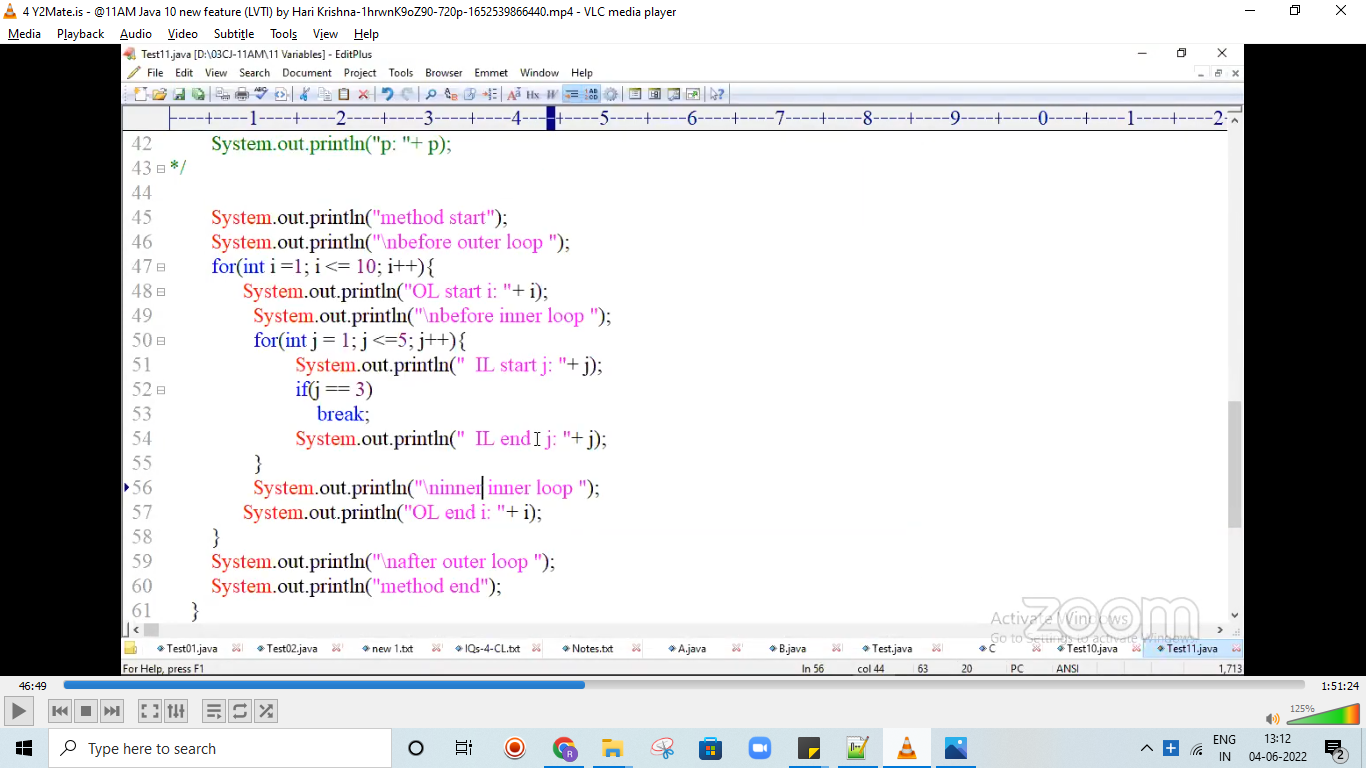 4 Y2Mate.is - @11AM Java 10 new feature (LVTI) by Hari Krishna-1hrwnK9oZ90-720p-1652539866440.mp4 - VLC media player
Media Playback Audio Video Subtitle Tools View Help
Test11.java [D:\03CJ-11AM\11 Variables] - EditPlus
File Edit View Search Document Project Tools Browser Emmet Window Help
----+----1----+----2----+----3----+----4----+----5----+----6----+----7----+----8----+----9----+----0----+----1----+----2-
42 System.out.println("p: "+ p);
43 */
44
45 System.out.println("method start");
46 System.out.println("\nbefore outer loop ");
47 for(int i =1; i <= 10; i++){
48 System.out.println("OL start i: "+ i);
49 System.out.println("\nbefore inner loop ");
50 for(int j = 1; j <=5; j++){
51 System.out.println("  IL start j: "+ j);
52 if(j == 3)
53 break;
54 System.out.println("  IL end  j: "+ j);
55 }
56 System.out.println("\ninner inner loop ");
57 System.out.println("OL end i: "+ i);
58 }
59 System.out.println("\nafter outer loop ");
60 System.out.println("method end");
61 }
zoom
Activate Windows
Go to Settings to activate Windows.
Test01.java Test02.java new 1.txt IQs-4-CL.txt Notes.txt A.java B.java Test.java C Test10.java Test11.java
For Help, press F1 ln 56 col 44 63 20 PC ANSI 1,713
46:49 1:51:24
125%
Type here to search
ENG 13:12
IN 04-06-2022 2